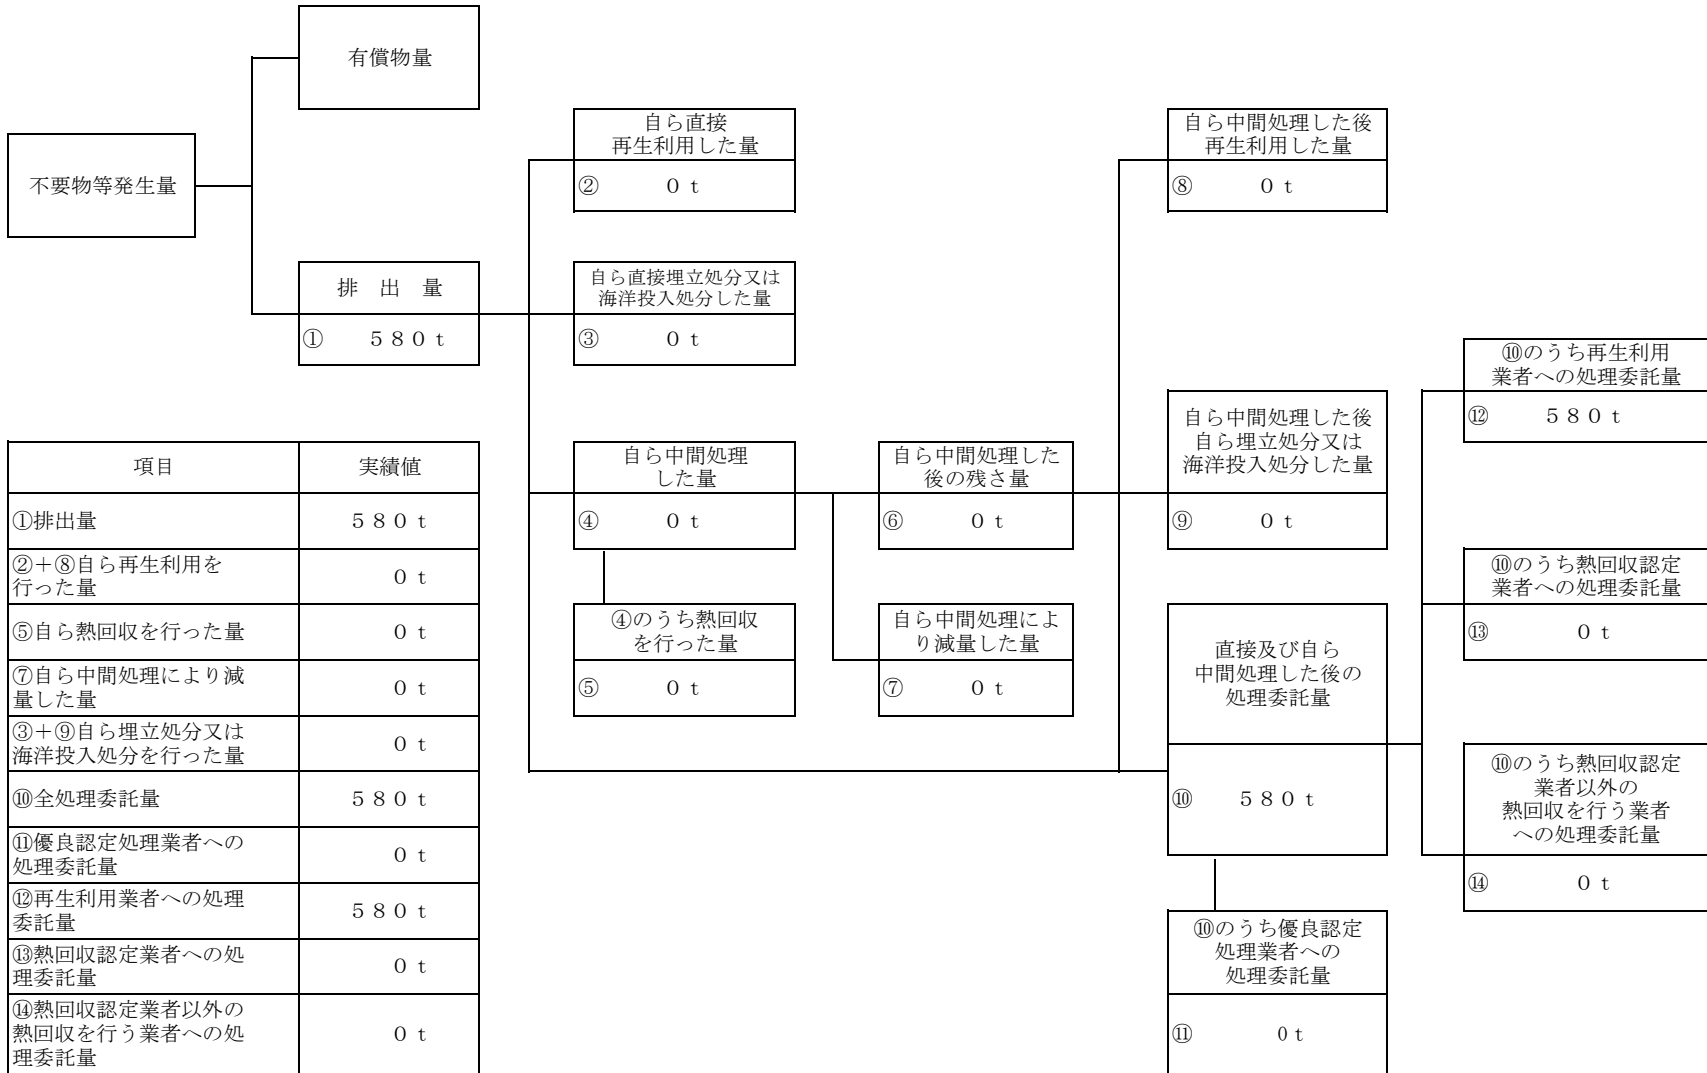 有償物量
不要物等発生量
排　出　量
①　５８０ｔ
自ら直接
再生利用した量
②　０ｔ
自ら直接埋立処分又は
海洋投入処分した量
③　０ｔ
自ら中間処理
した量
④　０ｔ
④のうち熱回収
を行った量
⑤　０ｔ
自ら中間処理した
後の残さ量
⑥　０ｔ
自ら中間処理によ
り減量した量
⑦　０ｔ
自ら中間処理した後
再生利用した量
⑧　０ｔ
自ら中間処理した後
自ら埋立処分又は
海洋投入処分した量
⑨　０ｔ
直接及び自ら
中間処理した後の
処理委託量
⑩　５８０ｔ
⑩のうち優良認定
処理業者への
処理委託量
⑪　０ｔ
⑩のうち再生利用
業者への処理委託量
⑫　５８０ｔ
⑩のうち熱回収認定
業者への処理委託量
⑬　０ｔ
⑩のうち熱回収認定
業者以外の
熱回収を行う業者
への処理委託量
⑭　０ｔ
項目　実績値
①排出量　５８０ｔ
②＋⑧自ら再生利用を
行った量　０ｔ
⑤自ら熱回収を行った量　０ｔ
⑦自ら中間処理により減
量した量　０ｔ
③＋⑨自ら埋立処分又は
海洋投入処分を行った量　０ｔ
⑩全処理委託量　５８０ｔ
⑪優良認定処理業者への
処理委託量　０ｔ
⑫再生利用業者への処理
委託量　５８０ｔ
⑬熱回収認定業者への処
理委託量　０ｔ
⑭熱回収認定業者以外の
熱回収を行う業者への処
理委託量　０ｔ